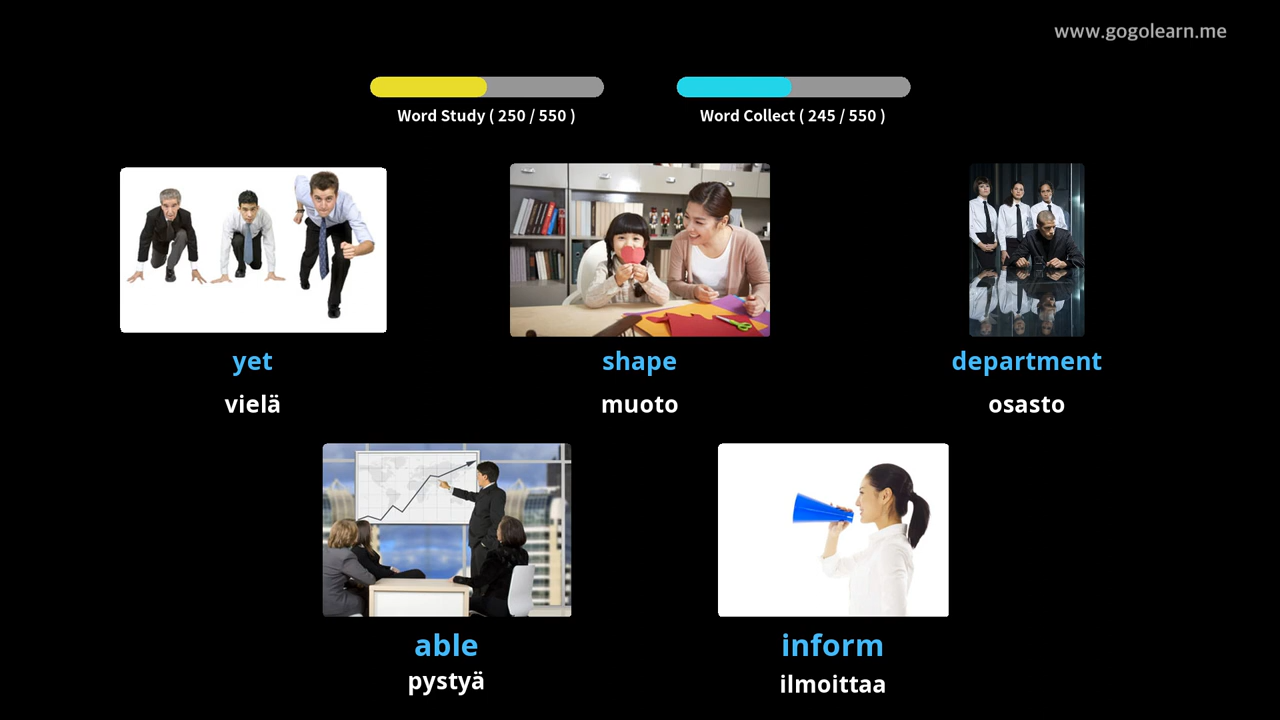 www.gogolearn.me
Word Study ( 250 / 550 )
Word Collect ( 245 / 550 )
yet
vielä
shape
muoto
department
osasto
able
pystyä
inform
ilmoittaa